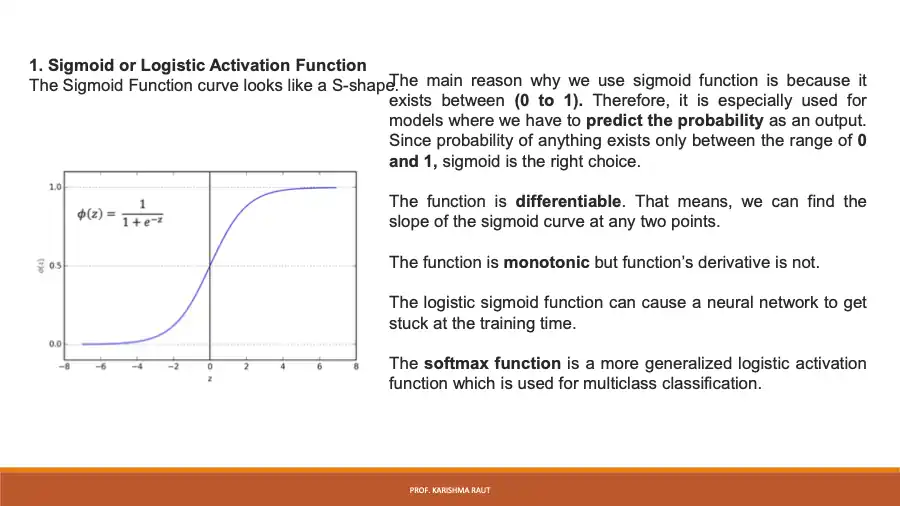 1. Sigmoid or Logistic Activation Function
The Sigmoid Function curve looks like a S-shape.
The main reason why we use sigmoid function is because it
exists between (0 to 1). Therefore, it is especially used for
models where we have to predict the probability as an output.
Since probability of anything exists only between the range of 0
and 1, sigmoid is the right choice.
The function is differentiable. That means, we can find the
slope of the sigmoid curve at any two points.
The function is monotonic but function’s derivative is not.
The logistic sigmoid function can cause a neural network to get
stuck at the training time.
The softmax function is a more generalized logistic activation
function which is used for multiclass classification.
1.0
ϕ(z) = 1 / (1 + e^−z)
0.5
ϕ(z)
0.0
−8 −6 −4 −2 0 2 4 6 8
z
PROF. KARISHMA RAUT